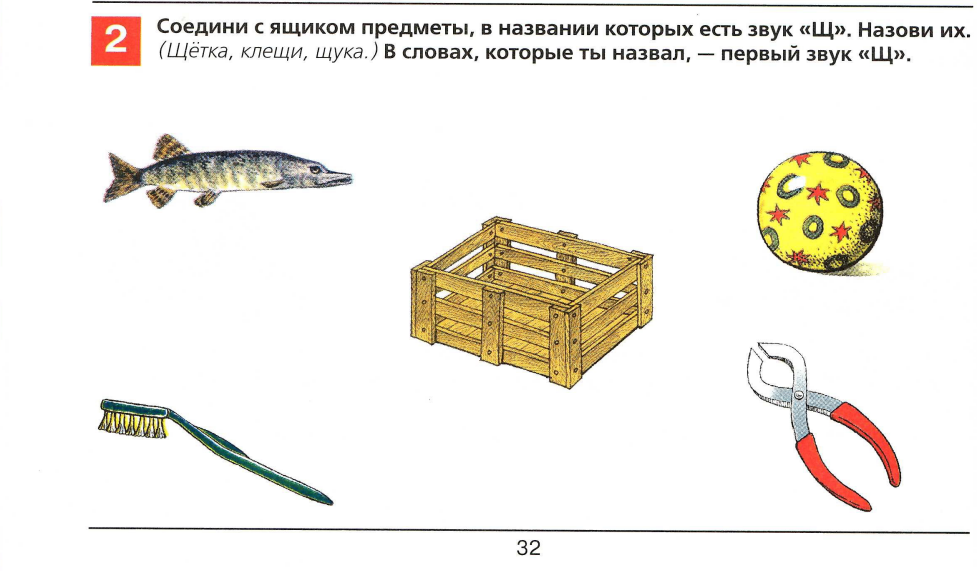 2
Соедини с ящиком предметы, в названии которых есть звук «Щ». Назови их.
(Щётка, клещи, щука.) В словах, которые ты назвал, — первый звук «Щ».
32